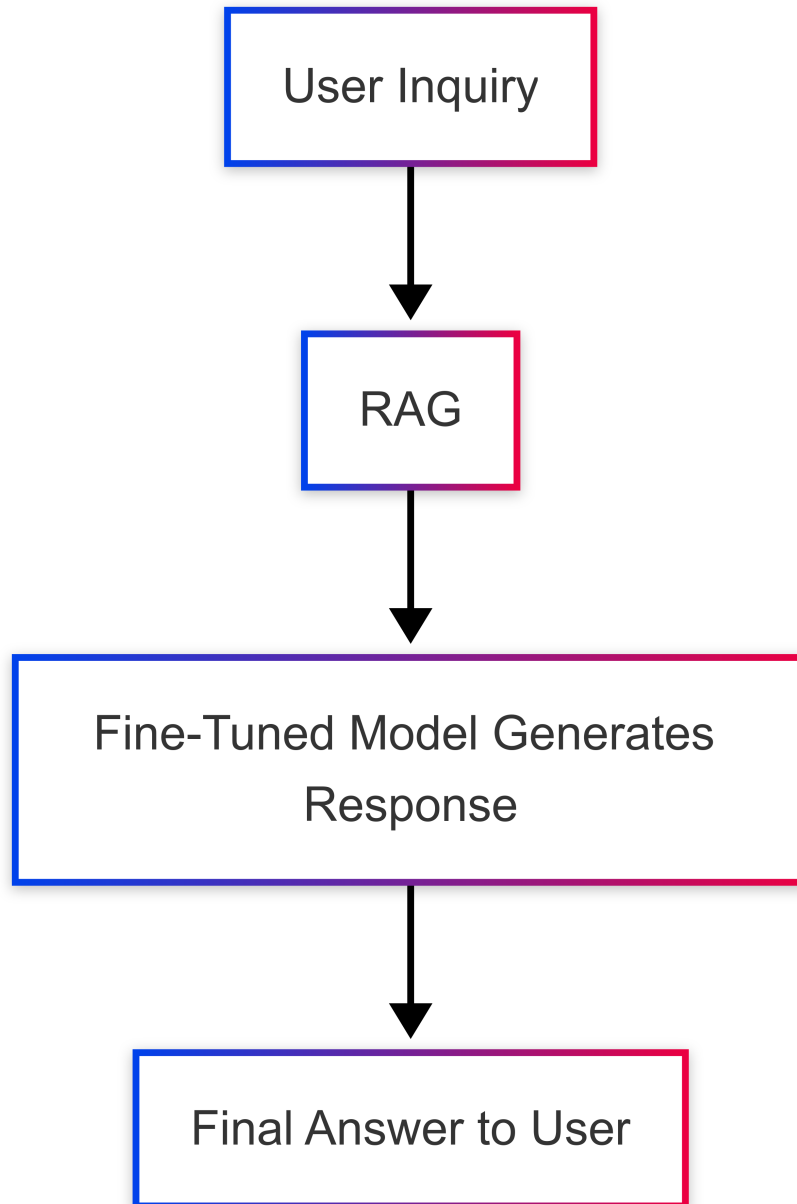 User Inquiry
RAG
Fine-Tuned Model Generates
Response
Final Answer to User